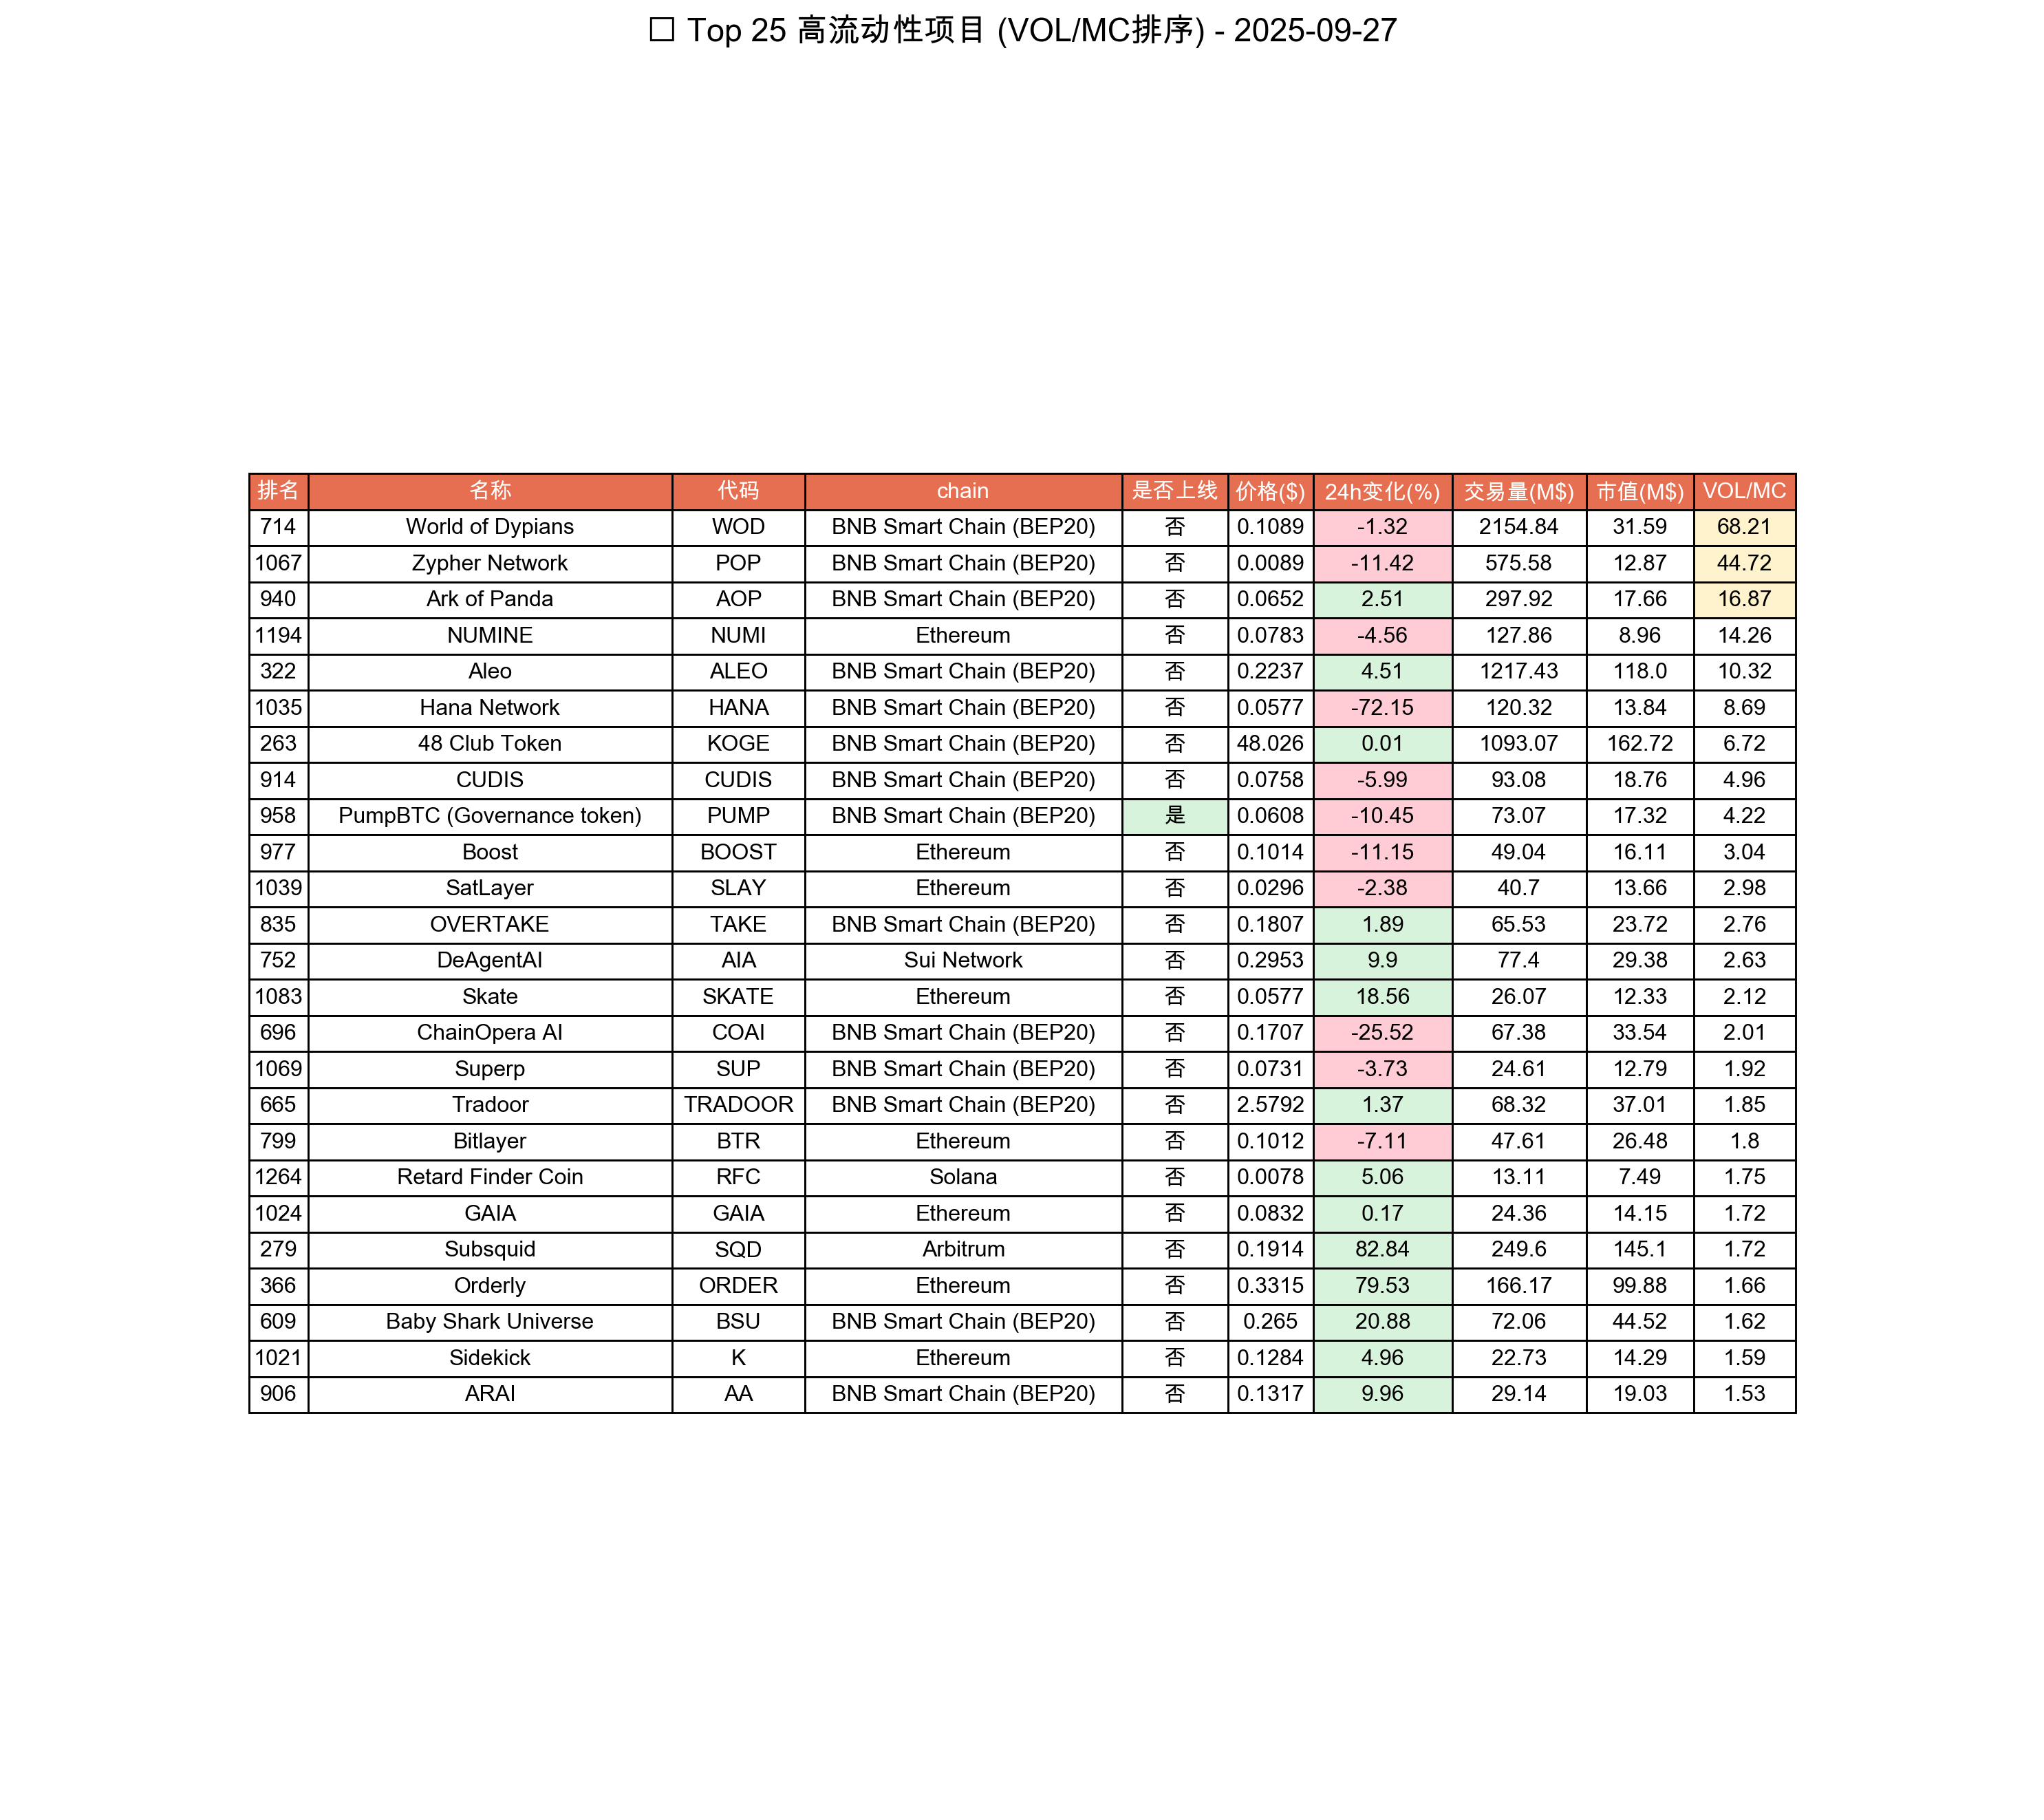 □ Top 25 高流动性项目 (VOL/MC排序) - 2025-09-27
排名 名称 代码 chain 是否上线 价格($) 24h变化(%) 交易量(M$) 市值(M$) VOL/MC
714 World of Dypians WOD BNB Smart Chain (BEP20) 否 0.1089 -1.32 2154.84 31.59 68.21
1067 Zypher Network POP BNB Smart Chain (BEP20) 否 0.0089 -11.42 575.58 12.87 44.72
940 Ark of Panda AOP BNB Smart Chain (BEP20) 否 0.0652 2.51 297.92 17.66 16.87
1194 NUMINE NUMI Ethereum 否 0.0783 -4.56 127.86 8.96 14.26
322 Aleo ALEO BNB Smart Chain (BEP20) 否 0.2237 4.51 1217.43 118.0 10.32
1035 Hana Network HANA BNB Smart Chain (BEP20) 否 0.0577 -72.15 120.32 13.84 8.69
263 48 Club Token KOGE BNB Smart Chain (BEP20) 否 48.026 0.01 1093.07 162.72 6.72
914 CUDIS CUDIS BNB Smart Chain (BEP20) 否 0.0758 -5.99 93.08 18.76 4.96
958 PumpBTC (Governance token) PUMP BNB Smart Chain (BEP20) 是 0.0608 -10.45 73.07 17.32 4.22
977 Boost BOOST Ethereum 否 0.1014 -11.15 49.04 16.11 3.04
1039 SatLayer SLAY Ethereum 否 0.0296 -2.38 40.7 13.66 2.98
835 OVERTAKE TAKE BNB Smart Chain (BEP20) 否 0.1807 1.89 65.53 23.72 2.76
752 DeAgentAI AIA Sui Network 否 0.2953 9.9 77.4 29.38 2.63
1083 Skate SKATE Ethereum 否 0.0577 18.56 26.07 12.33 2.12
696 ChainOpera AI COAI BNB Smart Chain (BEP20) 否 0.1707 -25.52 67.38 33.54 2.01
1069 Superp SUP BNB Smart Chain (BEP20) 否 0.0731 -3.73 24.61 12.79 1.92
665 Tradoor TRADOOR BNB Smart Chain (BEP20) 否 2.5792 1.37 68.32 37.01 1.85
799 Bitlayer BTR Ethereum 否 0.1012 -7.11 47.61 26.48 1.8
1264 Retard Finder Coin RFC Solana 否 0.0078 5.06 13.11 7.49 1.75
1024 GAIA GAIA Ethereum 否 0.0832 0.17 24.36 14.15 1.72
279 Subsquid SQD Arbitrum 否 0.1914 82.84 249.6 145.1 1.72
366 Orderly ORDER Ethereum 否 0.3315 79.53 166.17 99.88 1.66
609 Baby Shark Universe BSU BNB Smart Chain (BEP20) 否 0.265 20.88 72.06 44.52 1.62
1021 Sidekick K Ethereum 否 0.1284 4.96 22.73 14.29 1.59
906 ARAI AA BNB Smart Chain (BEP20) 否 0.1317 9.96 29.14 19.03 1.53